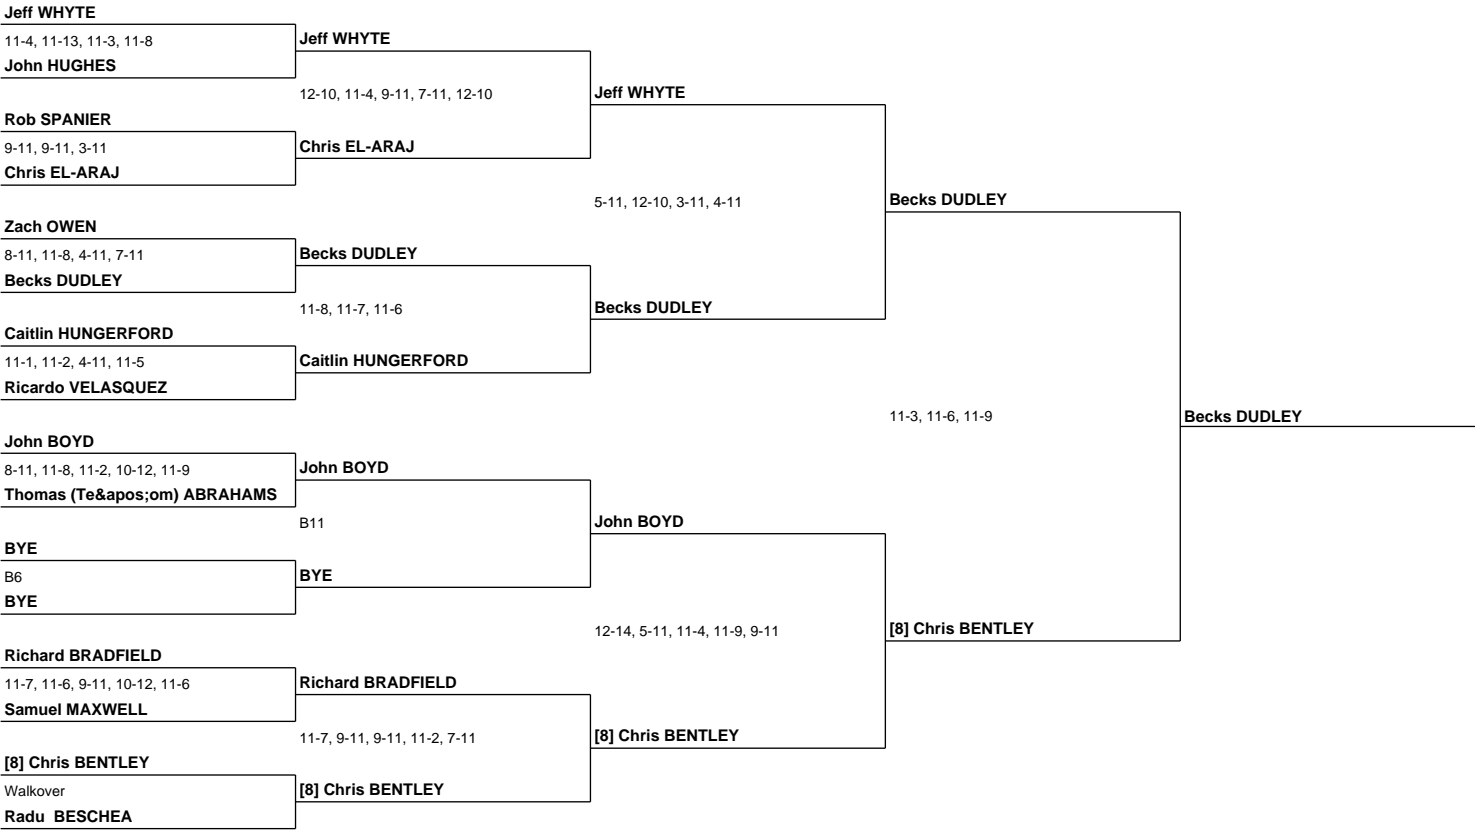 Jeff WHYTE
11-4, 11-13, 11-3, 11-8
John HUGHES
Rob SPANIER
9-11, 9-11, 3-11
Chris EL-ARAJ
Zach OWEN
8-11, 11-8, 4-11, 7-11
Becks DUDLEY
Caitlin HUNGERFORD
11-1, 11-2, 4-11, 11-5
Ricardo VELASQUEZ
John BOYD
8-11, 11-8, 11-2, 10-12, 11-9
Thomas (Te&apos;om) ABRAHAMS
BYE
B6
BYE
Richard BRADFIELD
11-7, 11-6, 9-11, 10-12, 11-6
Samuel MAXWELL
[8] Chris BENTLEY
Walkover
Radu  BESCHEA
Jeff WHYTE
12-10, 11-4, 9-11, 7-11, 12-10
Chris EL-ARAJ
Becks DUDLEY
11-8, 11-7, 11-6
Caitlin HUNGERFORD
John BOYD
B11
BYE
Richard BRADFIELD
11-7, 9-11, 9-11, 11-2, 7-11
[8] Chris BENTLEY
Jeff WHYTE
5-11, 12-10, 3-11, 4-11
Becks DUDLEY
John BOYD
12-14, 5-11, 11-4, 11-9, 9-11
[8] Chris BENTLEY
Becks DUDLEY
11-3, 11-6, 11-9
[8] Chris BENTLEY
Becks DUDLEY